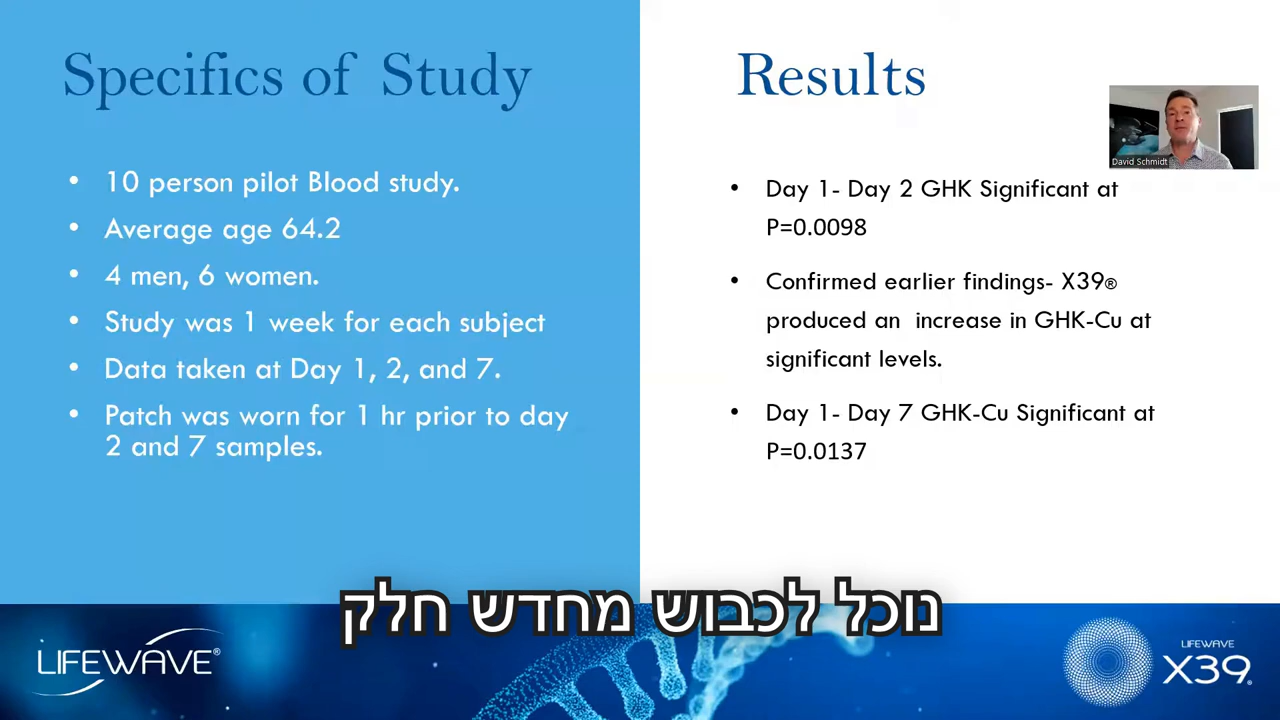 Specifics of Study
• 10 person pilot Blood study.
• Average age 64.2
• 4 men, 6 women.
• Study was 1 week for each subject
• Data taken at Day 1, 2, and 7.
• Patch was worn for 1 hr prior to day
2 and 7 samples.
Results
David Schmidt
• Day 1- Day 2 GHK Significant at
P=0.0098
• Confirmed earlier findings- X39®
produced an increase in GHK-Cu at
significant levels.
• Day 1- Day 7 GHK-Cu Significant at
P=0.0137
נוכל לכבוש מחדש חלק
LIFEWAVE®
LIFEWAVE
X39®